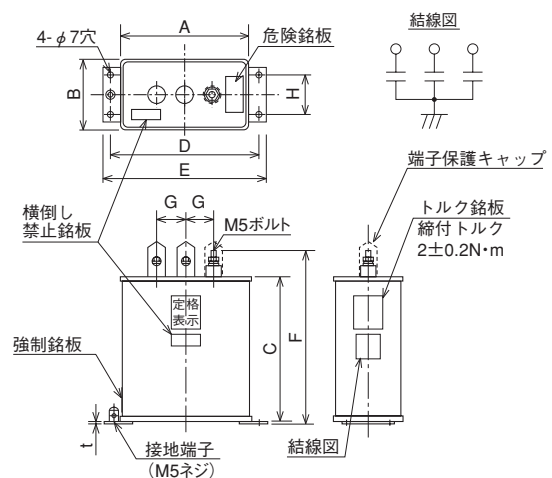 4-φ7穴
A
危険銘板
結線図
B
H
D
E
横倒し
禁止銘板
G
G
M5ボルト
端子保護キャップ
トルク銘板
締付トルク
2±0.2N・m
定格
表示
C
F
強制銘板
t
接地端子
(M5ネジ)
結線図